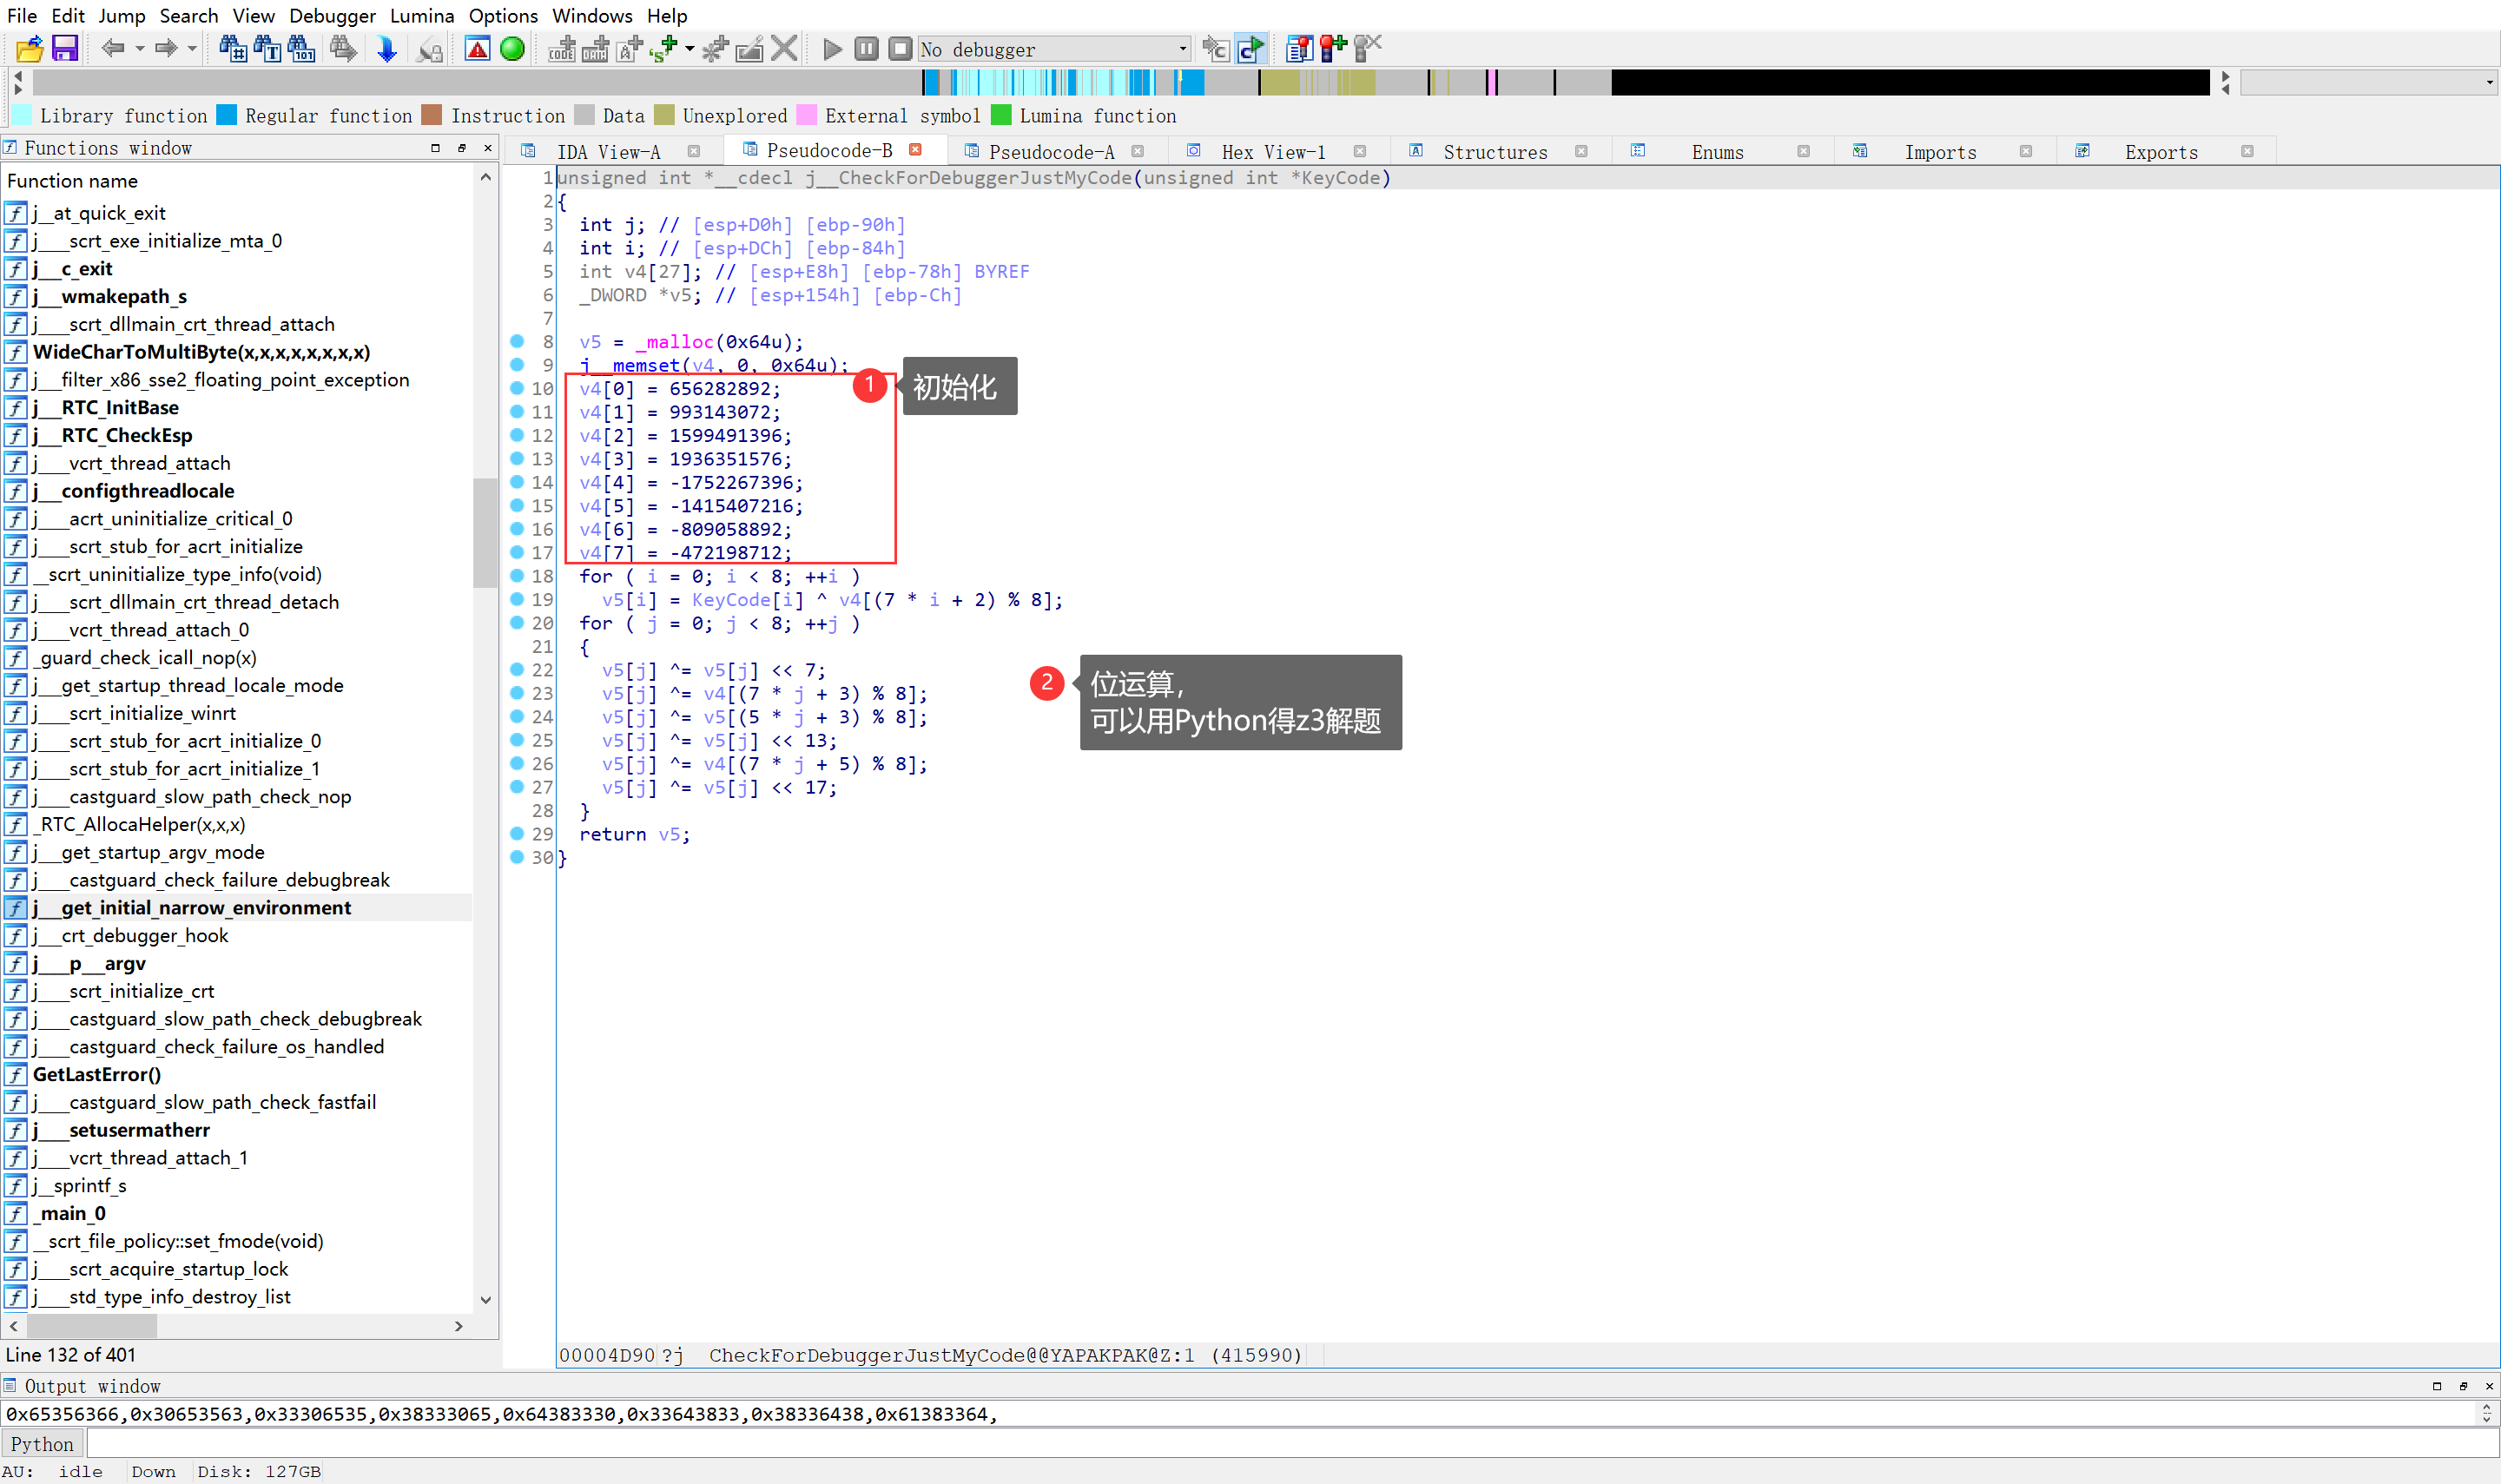 File Edit Jump Search View Debugger Lumina Options Windows Help
No debugger
Library function Regular function Instruction Data Unexplored External symbol Lumina function
Functions window
Function name
j__at_quick_exit
j___scrt_exe_initialize_mta_0
j___c_exit
j__wmakepath_s
j___scrt_dllmain_crt_thread_attach
WideCharToMultiByte(x,x,x,x,x,x,x,x)
j__filter_x86_sse2_floating_point_exception
j__RTC_InitBase
j__RTC_CheckEsp
j___vcrt_thread_attach
j__configthreadlocale
j___acrt_uninitialize_critical_0
j___scrt_stub_for_acrt_initialize
__scrt_uninitialize_type_info(void)
j___scrt_dllmain_crt_thread_detach
j___vcrt_thread_attach_0
_guard_check_icall_nop(x)
j__get_startup_thread_locale_mode
j___scrt_initialize_winrt
j___scrt_stub_for_acrt_initialize_0
j___scrt_stub_for_acrt_initialize_1
j___castguard_slow_path_check_nop
_RTC_AllocaHelper(x,x,x)
j__get_startup_argv_mode
j___castguard_check_failure_debugbreak
j__get_initial_narrow_environment
j__crt_debugger_hook
j___p__argv
j___scrt_initialize_crt
j___castguard_slow_path_check_debugbreak
j___castguard_check_failure_os_handled
GetLastError()
j___castguard_slow_path_check_fastfail
j___setusermatherr
j___vcrt_thread_attach_1
j__sprintf_s
_main_0
__scrt_file_policy::set_fmode(void)
j___scrt_acquire_startup_lock
j___std_type_info_destroy_list
Line 132 of 401
IDA View-A Pseudocode-B Pseudocode-A Hex View-1 Structures Enums Imports Exports
1 unsigned int *__cdecl j__CheckForDebuggerJustMyCode(unsigned int *KeyCode)
2 {
3 int j; // [esp+D0h] [ebp-90h]
4 int i; // [esp+DCh] [ebp-84h]
5 int v4[27]; // [esp+E8h] [ebp-78h] BYREF
6 _DWORD *v5; // [esp+154h] [ebp-Ch]
7
8 v5 = _malloc(0x64u);
9 j__memset(v4, 0, 0x64u);
10 v4[0] = 656282892;
11 v4[1] = 993143072;
12 v4[2] = 1599491396;
13 v4[3] = 1936351576;
14 v4[4] = -1752267396;
15 v4[5] = -1415407216;
16 v4[6] = -809058892;
17 v4[7] = -472198712;
1 初始化
18 for ( i = 0; i < 8; ++i )
19 v5[i] = KeyCode[i] ^ v4[(7 * i + 2) % 8];
20 for ( j = 0; j < 8; ++j )
21 {
22 v5[j] ^= v5[j] << 7;
23 v5[j] ^= v4[(7 * j + 3) % 8];
24 v5[j] ^= v5[(5 * j + 3) % 8];
25 v5[j] ^= v5[j] << 13;
26 v5[j] ^= v4[(7 * j + 5) % 8];
27 v5[j] ^= v5[j] << 17;
28 }
29 return v5;
30 }
2 位运算，
可以用Python得z3解题
00004D90 ?j__CheckForDebuggerJustMyCode@@YAPAKPAK@Z:1 (415990)
Output window
0x65356366,0x30653563,0x33306535,0x38333065,0x64383330,0x33643833,0x38336438,0x61383364,
Python
AU: idle Down Disk: 127GB